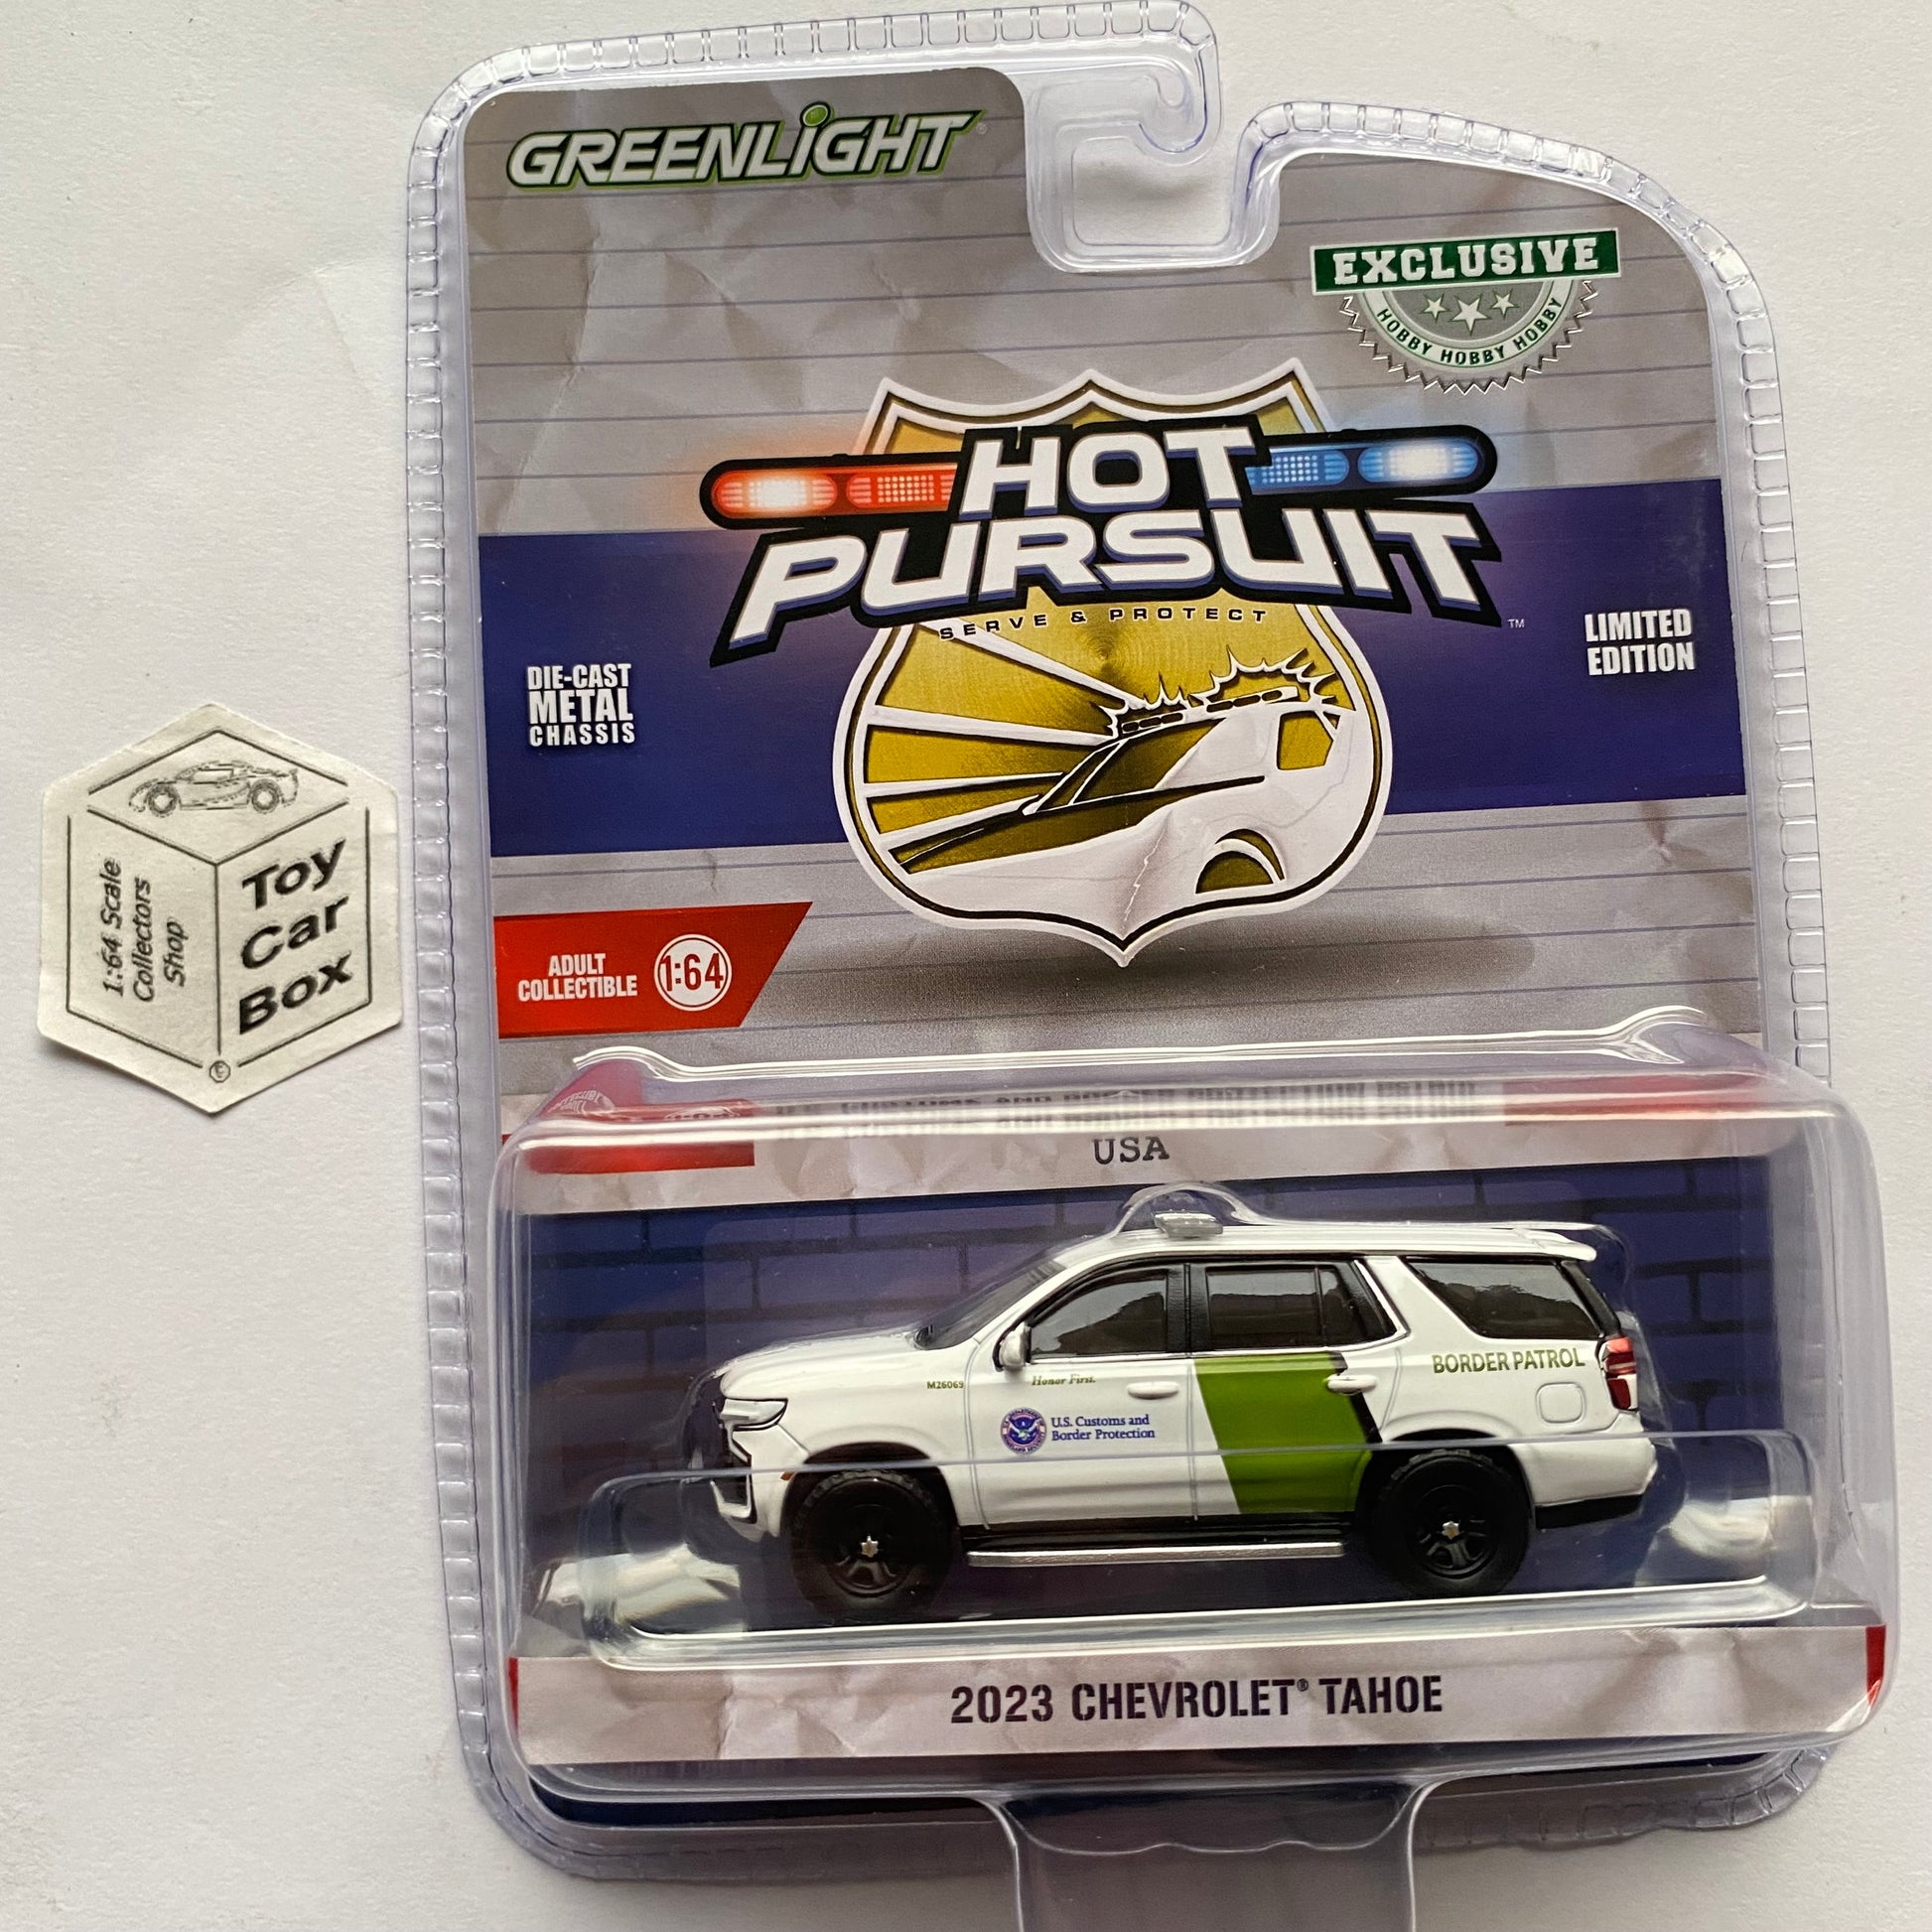 GREENLiGHT®
EXCLUSIVE
HOBBY HOBBY HOBBY
HOT
PURSUIT™
SERVE & PROTECT
DIE-CAST
METAL
CHASSIS
LIMITED
EDITION
ADULT
COLLECTIBLE
1:64
1:64 Scale
Collectors
Shop
Toy
Car
Box
©
USA
BORDER PATROL
M26069
Honor First.
U.S. Customs and
Border Protection
2023 CHEVROLET® TAHOE